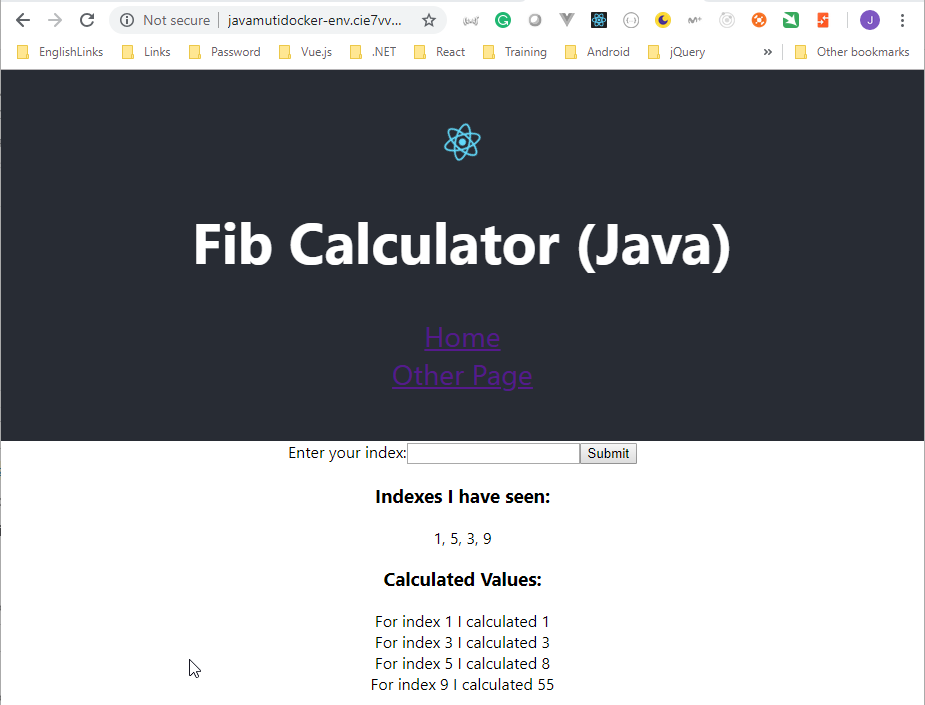 Not secure | javamutidocker-env.cie7vv...
EnglishLinks Links Password Vue.js .NET React Training Android jQuery » Other bookmarks
Fib Calculator (Java)
Home
Other Page
Enter your index: Submit
Indexes I have seen:
1, 5, 3, 9
Calculated Values:
For index 1 I calculated 1
For index 3 I calculated 3
For index 5 I calculated 8
For index 9 I calculated 55